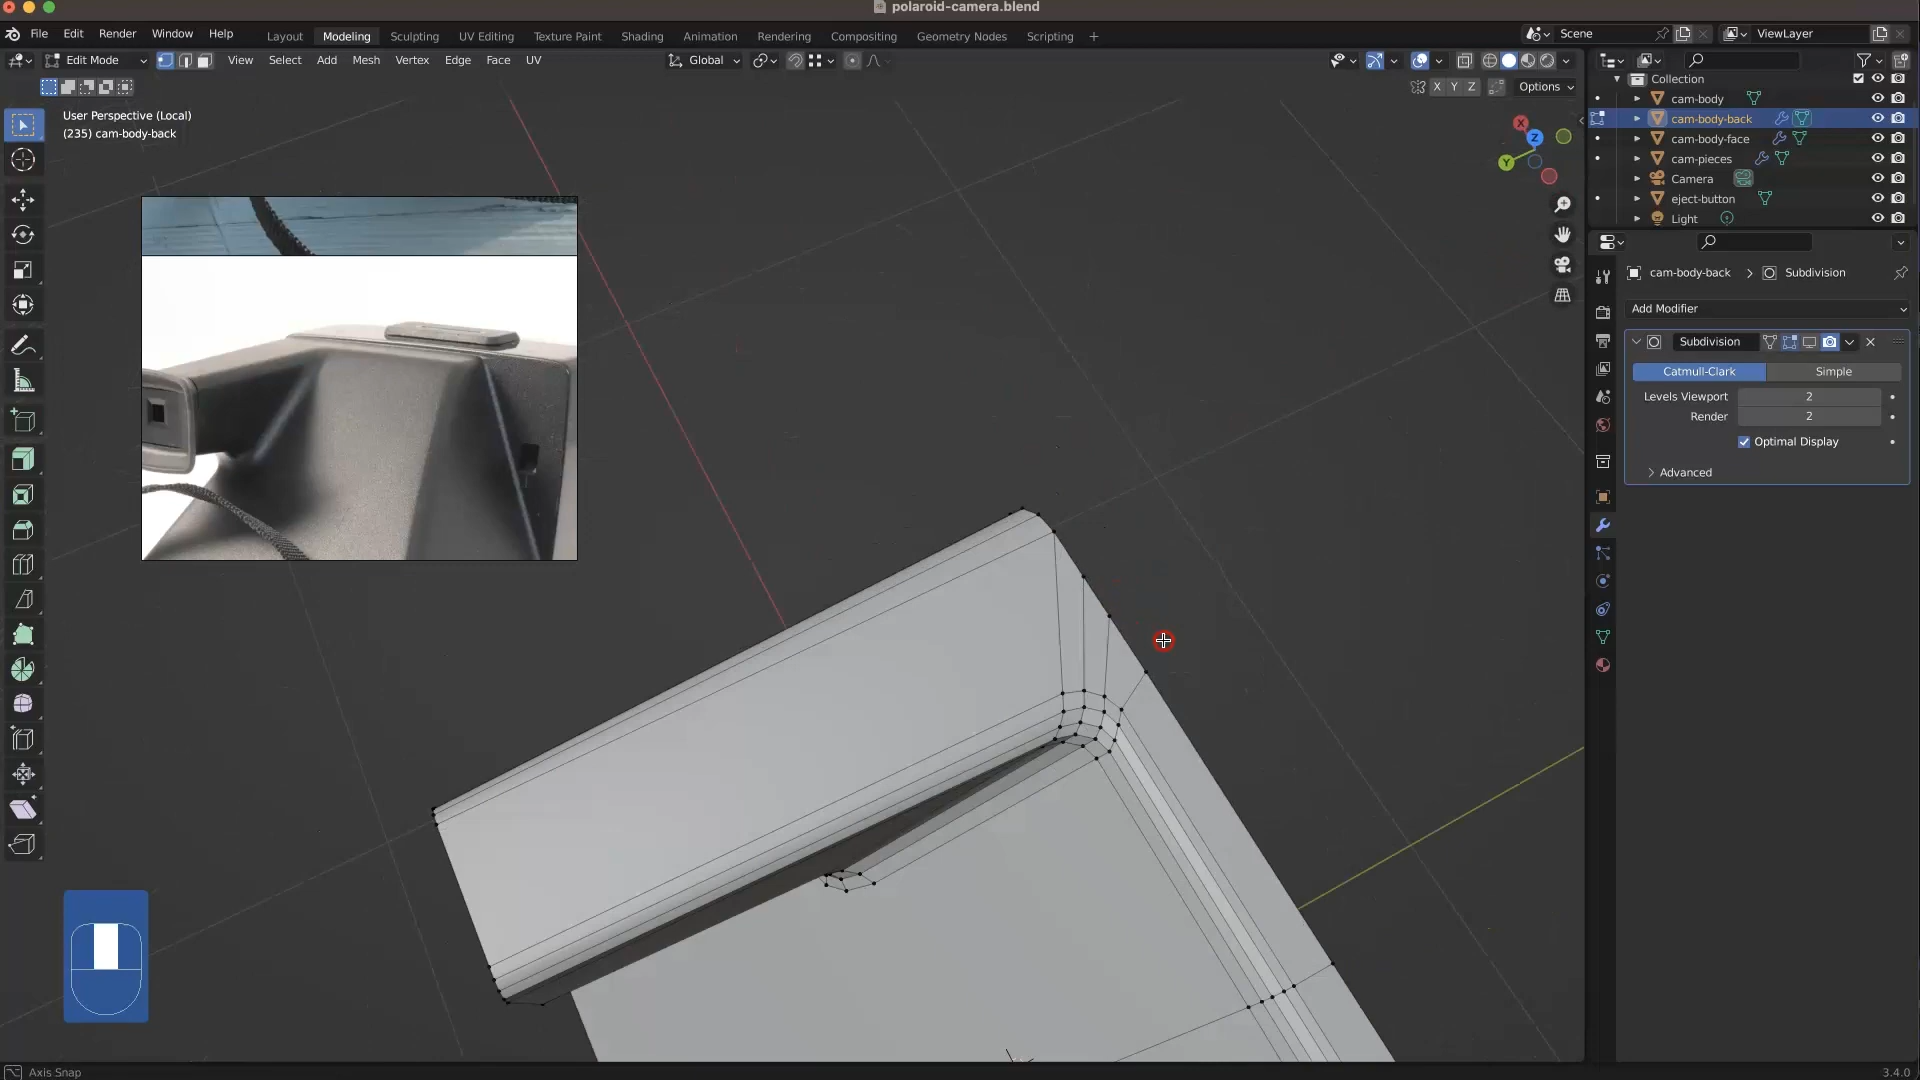 polaroid-camera.blend
File Edit Render Window Help Layout Modeling Sculpting UV Editing Texture Paint Shading Animation Rendering Compositing Geometry Nodes Scripting + Scene ViewLayer
Edit Mode View Select Add Mesh Vertex Edge Face UV Global
X Y Z Options
User Perspective (Local)
(235) cam-body-back
X
Y
Z
Collection
cam-body
cam-body-back
cam-body-face
cam-pieces
Camera
eject-button
Light
cam-body-back > Subdivision
Add Modifier
Subdivision
Catmull-Clark Simple
Levels Viewport 2
Render 2
Optimal Display
Advanced
Axis Snap
3.4.0